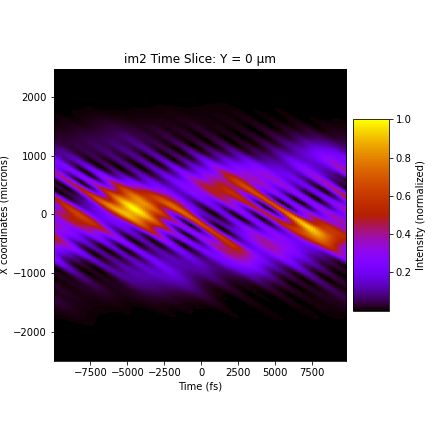 im2 Time Slice: Y = 0 μm
2000
1000
0
−1000
−2000
X coordinates (microns)
−7500 −5000 −2500 0 2500 5000 7500
Time (fs)
1.0
0.8
0.6
0.4
0.2
Intensity (normalized)